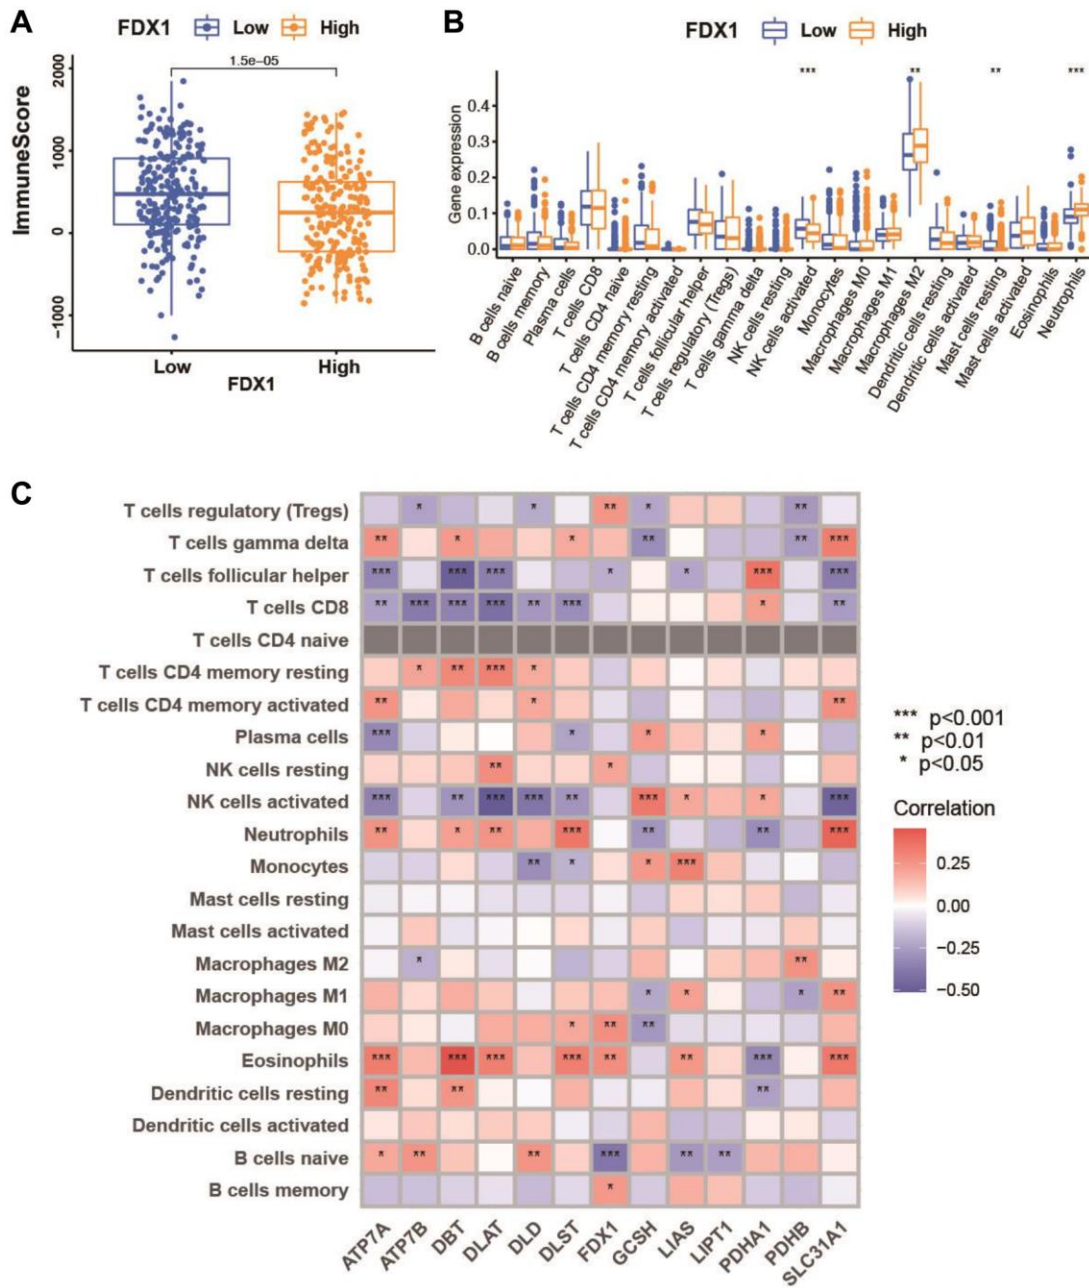 A
FDX1 Low High
1.5e-05
ImmuneScore
2000
1000
0
-1000
Low High
FDX1
B
FDX1 Low High
*** ** ** ***
Gene expression
0.4
0.3
0.2
0.1
0.0
B cells naive
B cells memory
Plasma cells
T cells CD8
T cells CD4 naive
T cells CD4 memory resting
T cells CD4 memory activated
T cells follicular helper
T cells regulatory (Tregs)
T cells gamma delta
NK cells resting
NK cells activated
Monocytes
Macrophages M0
Macrophages M1
Macrophages M2
Dendritic cells resting
Dendritic cells activated
Mast cells resting
Mast cells activated
Eosinophils
Neutrophils
C
T cells regulatory (Tregs) * * ** * **
T cells gamma delta ** * * ** ** ***
T cells follicular helper *** *** *** * * *** ***
T cells CD8 ** *** *** *** ** *** * **
T cells CD4 naive
T cells CD4 memory resting * ** *** *
T cells CD4 memory activated ** * **
Plasma cells *** * * *
NK cells resting ** *
NK cells activated *** ** *** *** ** *** * * ***
Neutrophils ** * ** *** ** ** ***
Monocytes ** * * ***
Mast cells resting
Mast cells activated
Macrophages M2 * **
Macrophages M1 * * * **
Macrophages M0 * ** **
Eosinophils *** *** *** *** ** ** *** ***
Dendritic cells resting ** ** **
Dendritic cells activated
B cells naive * ** ** *** ** **
B cells memory *
ATP7A
ATP7B
DBT
DLAT
DLD
DLST
FDX1
GCSH
LIAS
LIPT1
PDHA1
PDHB
SLC31A1
*** p<0.001
** p<0.01
* p<0.05
Correlation
0.25
0.00
−0.25
−0.50